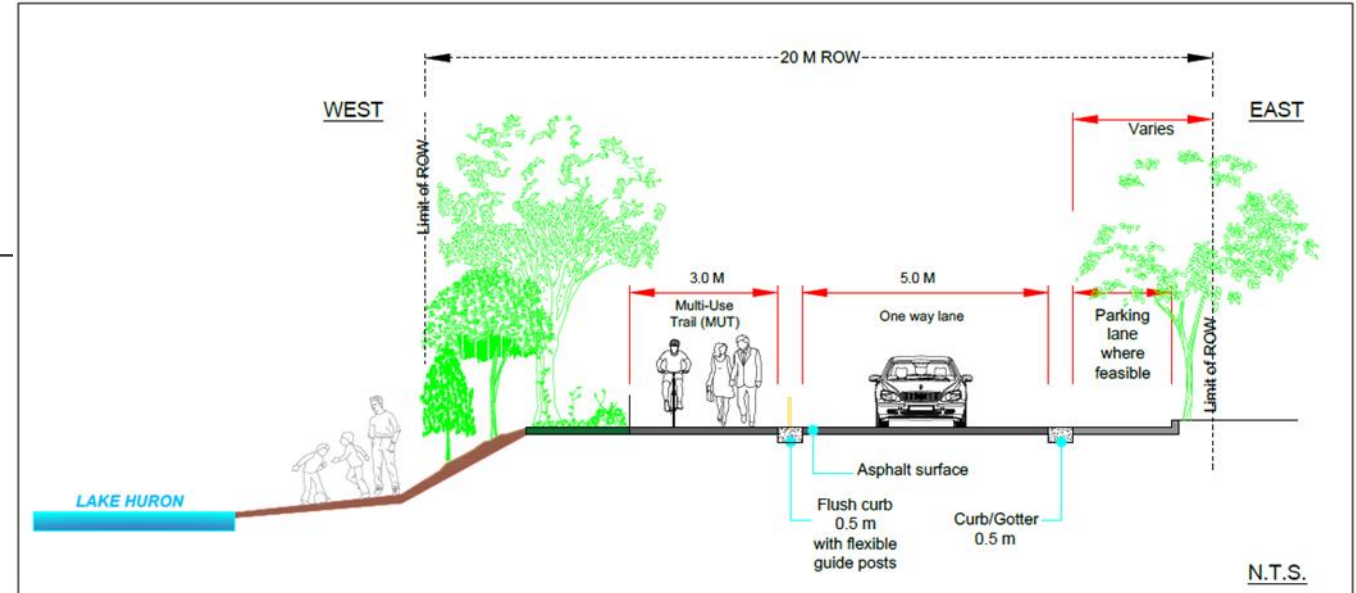 20 M ROW
WEST
EAST
Varies
Limit of ROW
3.0 M
5.0 M
Multi-Use
Trail (MUT)
One way lane
Parking
lane
where
feasible
Limit of ROW
Asphalt surface
LAKE HURON
Flush curb
0.5 m
with flexible
guide posts
Curb/Gotter
0.5 m
N.T.S.